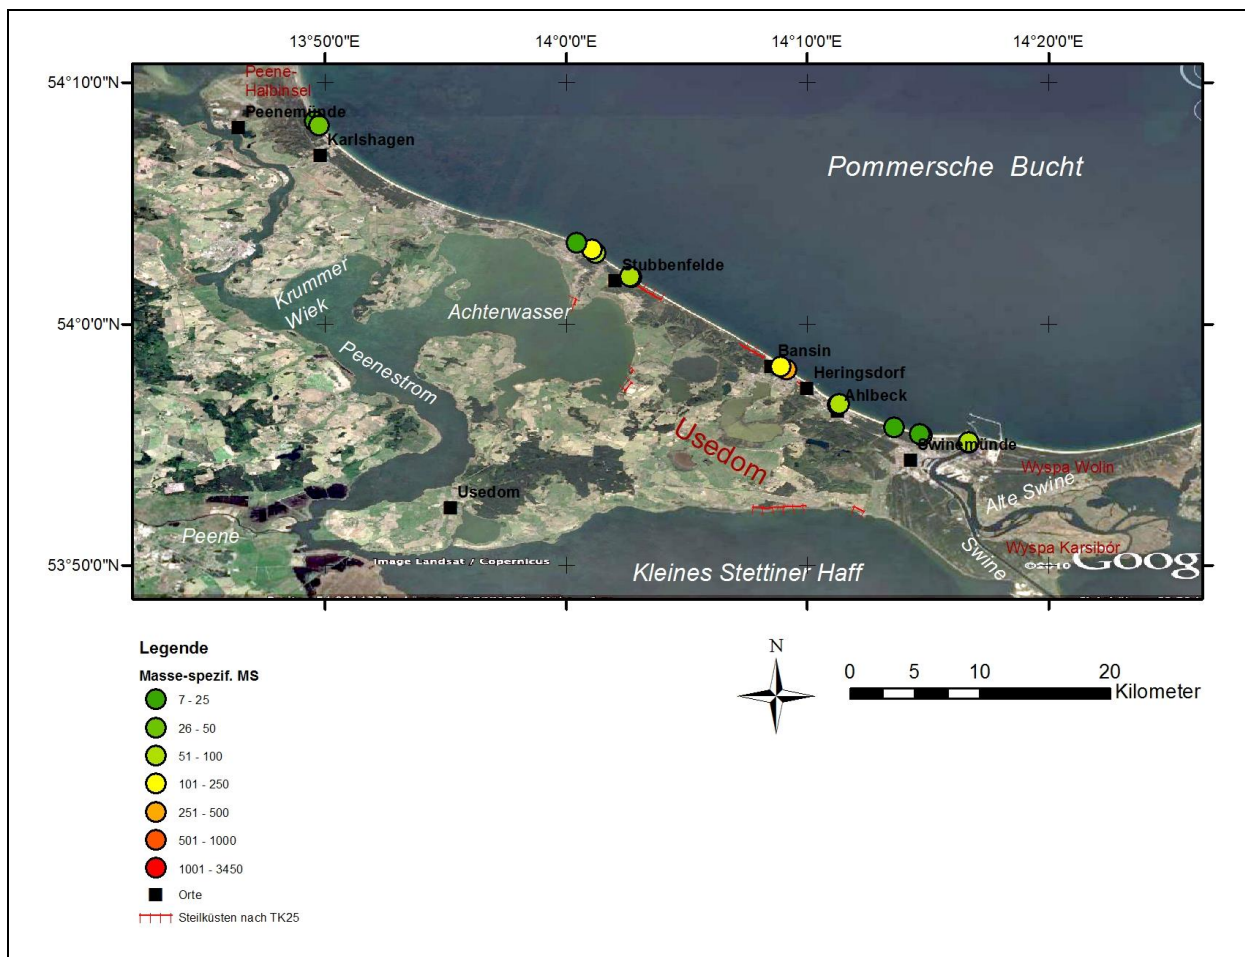 13°50'0"E
14°0'0"E
14°10'0"E
14°20'0"E
54°10'0"N
54°0'0"N
53°50'0"N
Peene-
Halbinsel
Peenemünde
Karlshagen
Pommersche Bucht
Stubbenfelde
Krummer
Wiek
Achterwasser
Peenestrom
Bansin
Heringsdorf
Ahlbeck
Usedom
Swinemünde
Wyspa Wolin
Alte Swine
Usedom
Peene
Swine
Wyspa Karsibór
Image Landsat / Copernicus
©2010 Goog
Kleines Stettiner Haff
Legende
Masse-spezif. MS
7 - 25
26 - 50
51 - 100
101 - 250
251 - 500
501 - 1000
1001 - 3450
Orte
Steilküsten nach TK25
N
0 5 10 20
Kilometer